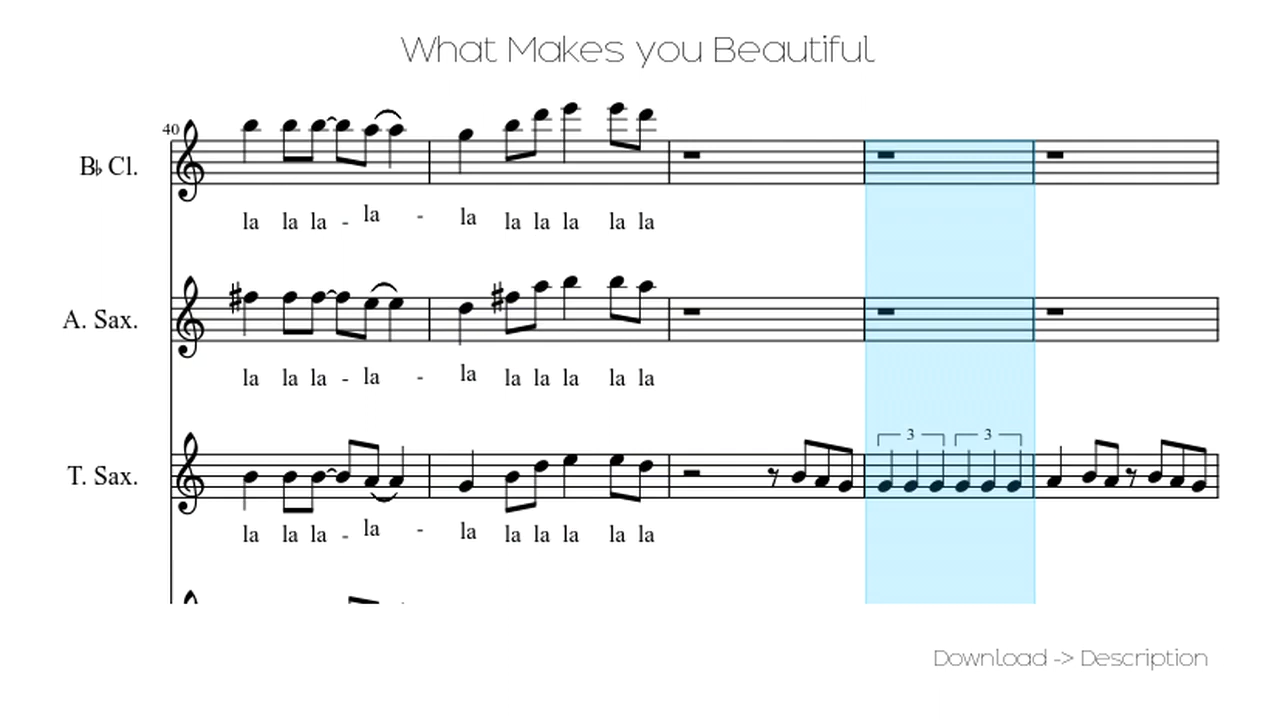 What Makes you Beautiful
40
B♭ Cl.
la la la - la - la la la la la la
A. Sax.
la la la - la - la la la la la la
3 3
T. Sax.
la la la - la - la la la la la la
Download -> Description